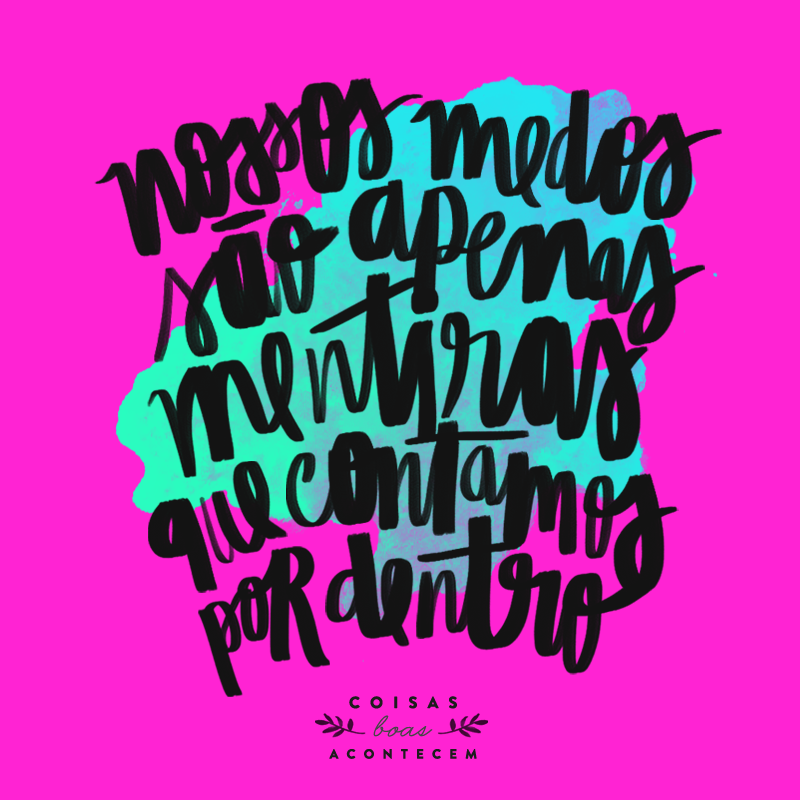 nossos medos
são apenas
mentiras
que contamos
por dentro
COISAS
boas
ACONTECEM